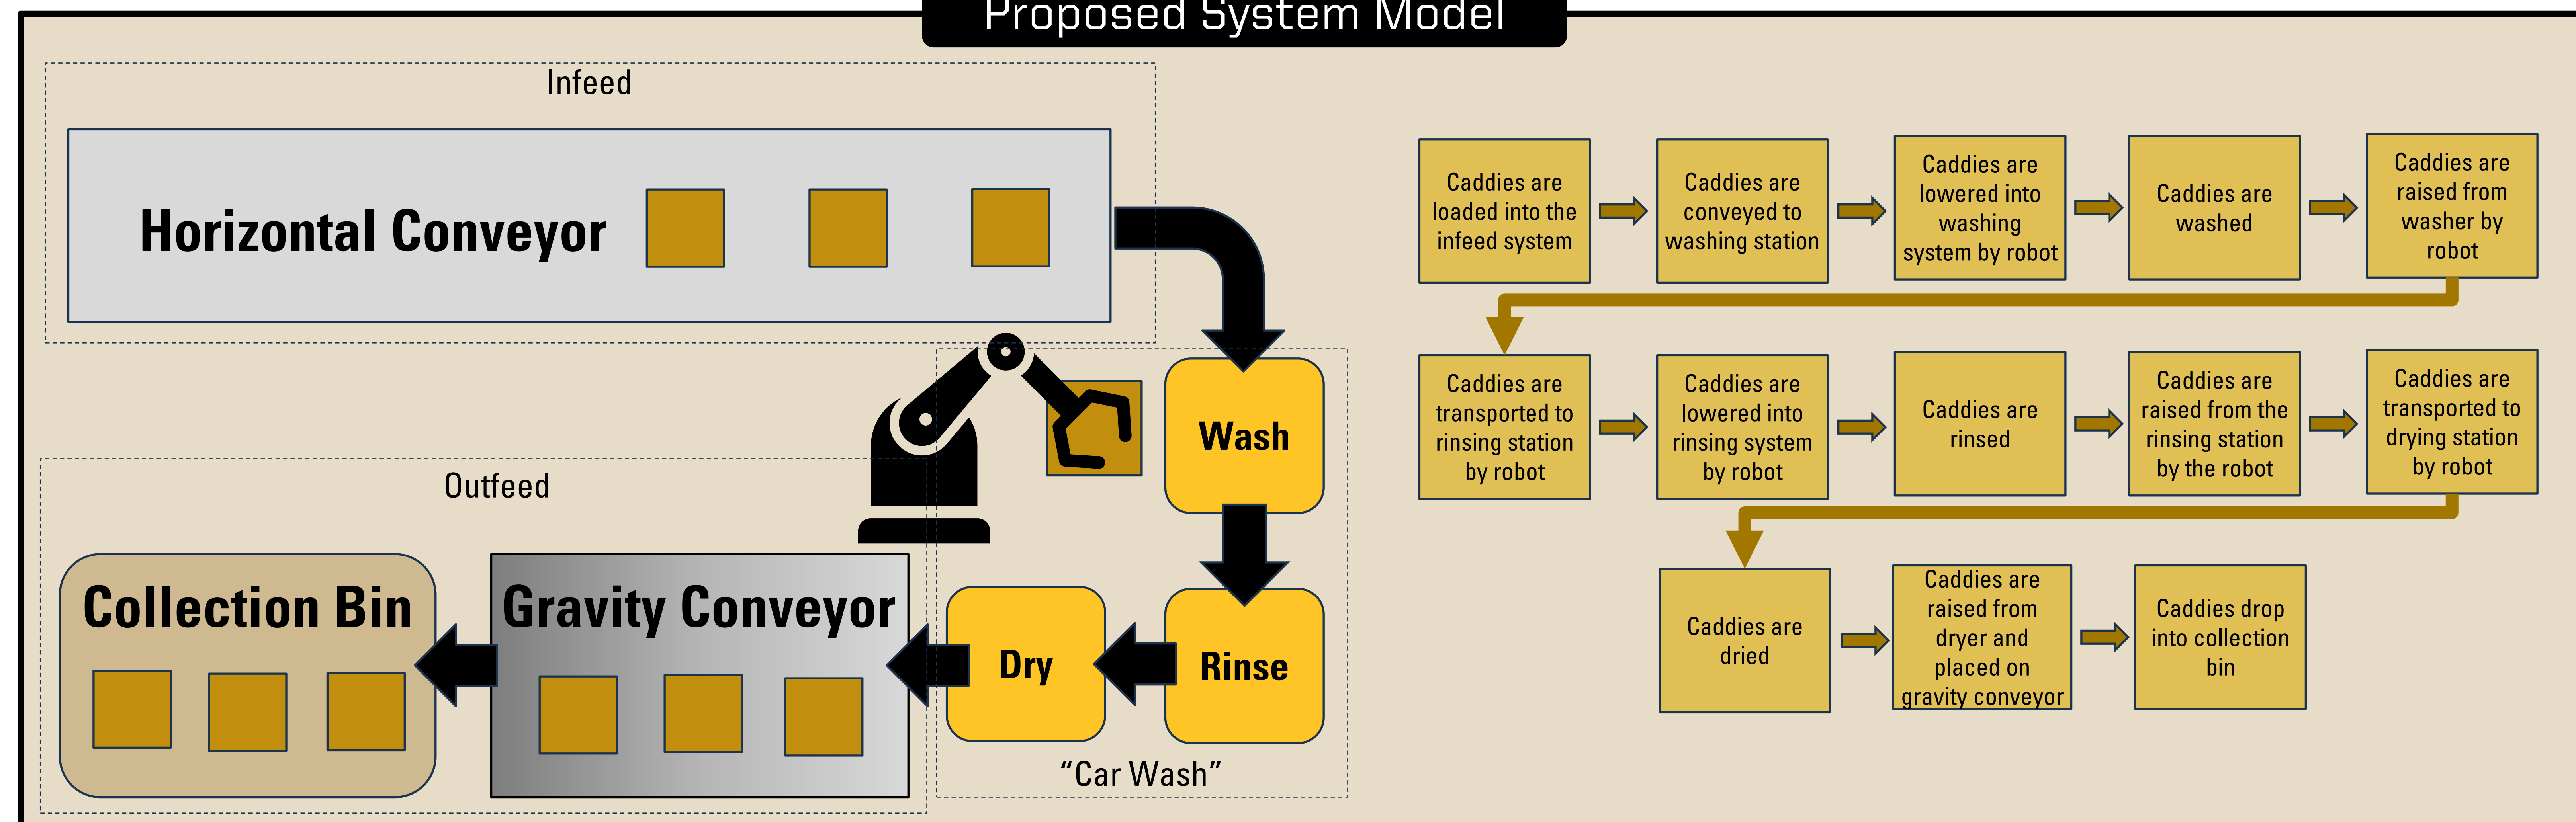 Proposed System Model
Infeed
Horizontal Conveyor
Wash
Rinse
Dry
"Car Wash"
Outfeed
Gravity Conveyor
Collection Bin
Caddies are
loaded into the
infeed system
Caddies are
conveyed to
washing station
Caddies are
lowered into
washing
system by robot
Caddies are
washed
Caddies are
raised from
washer by
robot
Caddies are
transported to
rinsing station
by robot
Caddies are
lowered into
rinsing system
by robot
Caddies are
rinsed
Caddies are
raised from the
rinsing station
by the robot
Caddies are
transported to
drying station
by robot
Caddies are
dried
Caddies are
raised from
dryer and
placed on
gravity conveyor
Caddies drop
into collection
bin